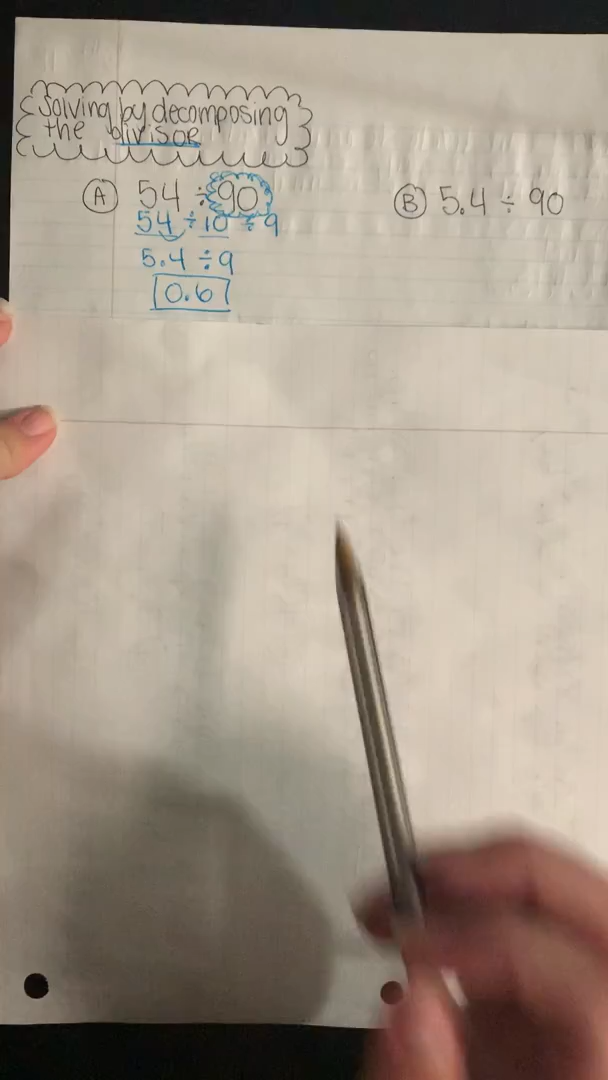 Solving by decomposing
the divisor
A 54 ÷ 90
54 ÷ 10 ÷ 9
5.4 ÷ 9
0.6
B 5.4 ÷ 90